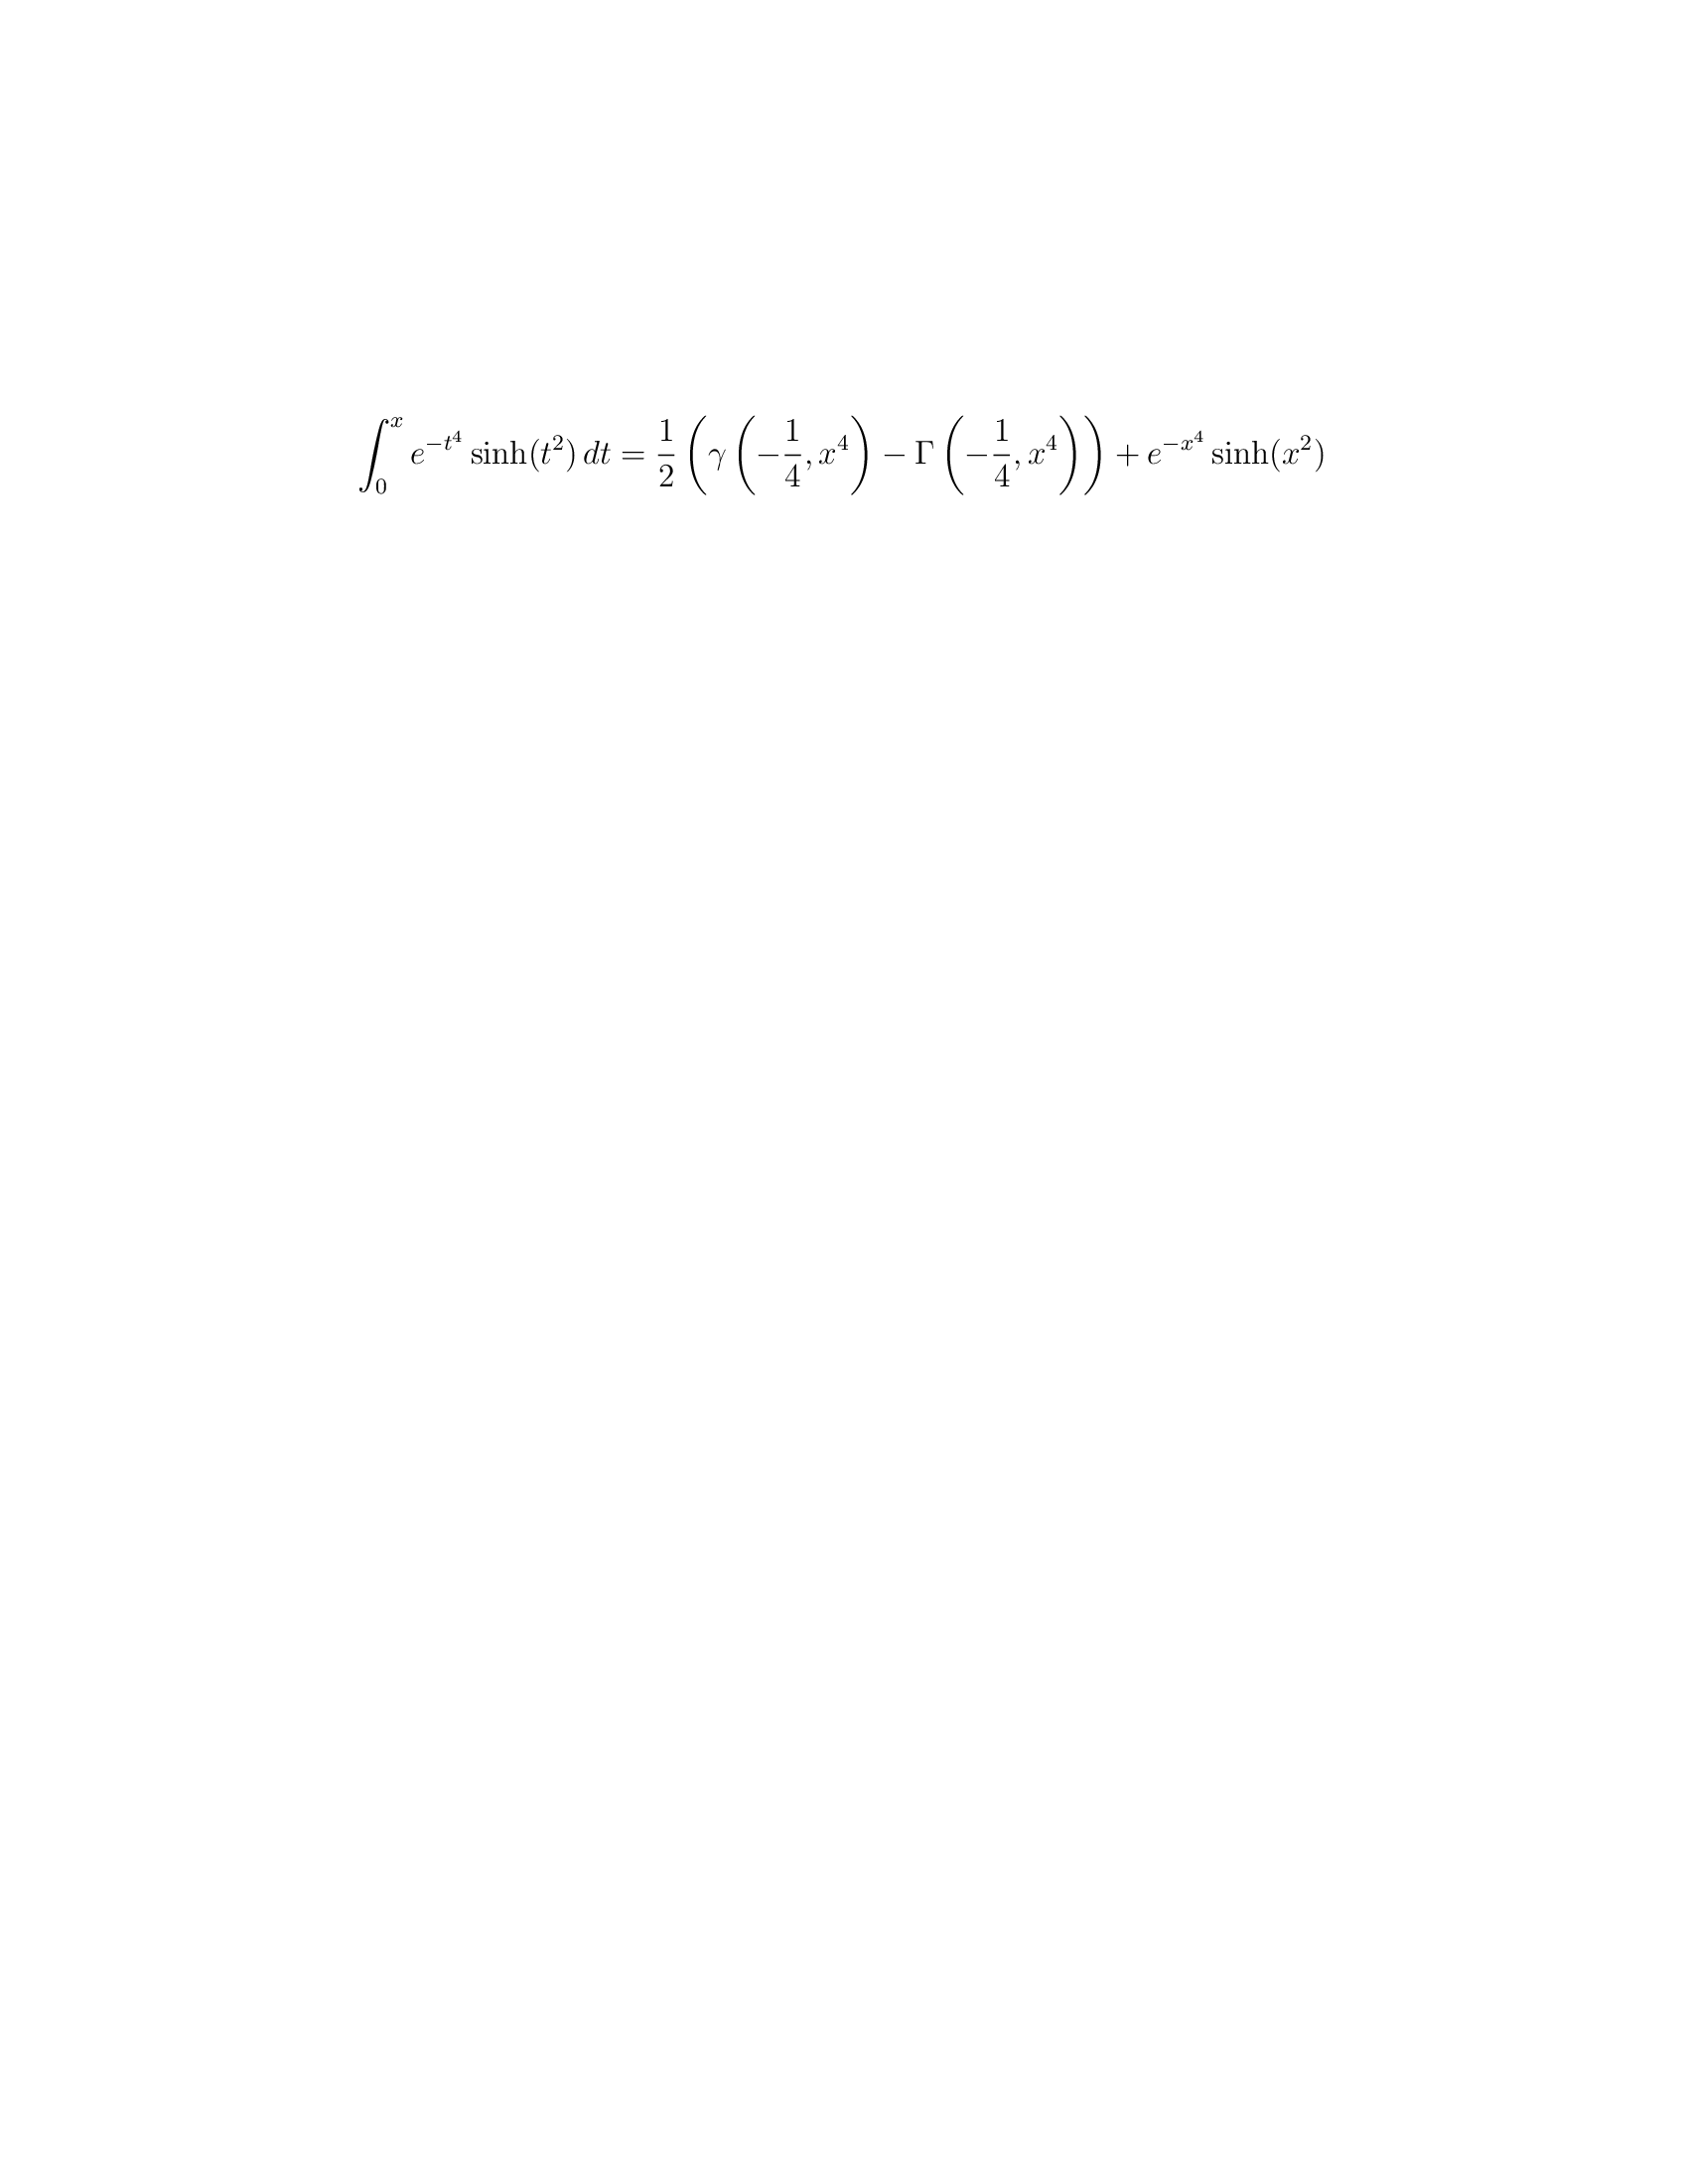 \int_0^x e^{-t^4} \sinh(t^2)\, dt = \frac{1}{2} \left( \gamma \left( -\frac{1}{4}, x^4 \right) - \Gamma \left( -\frac{1}{4}, x^4 \right) \right) + e^{-x^4} \sinh(x^2)